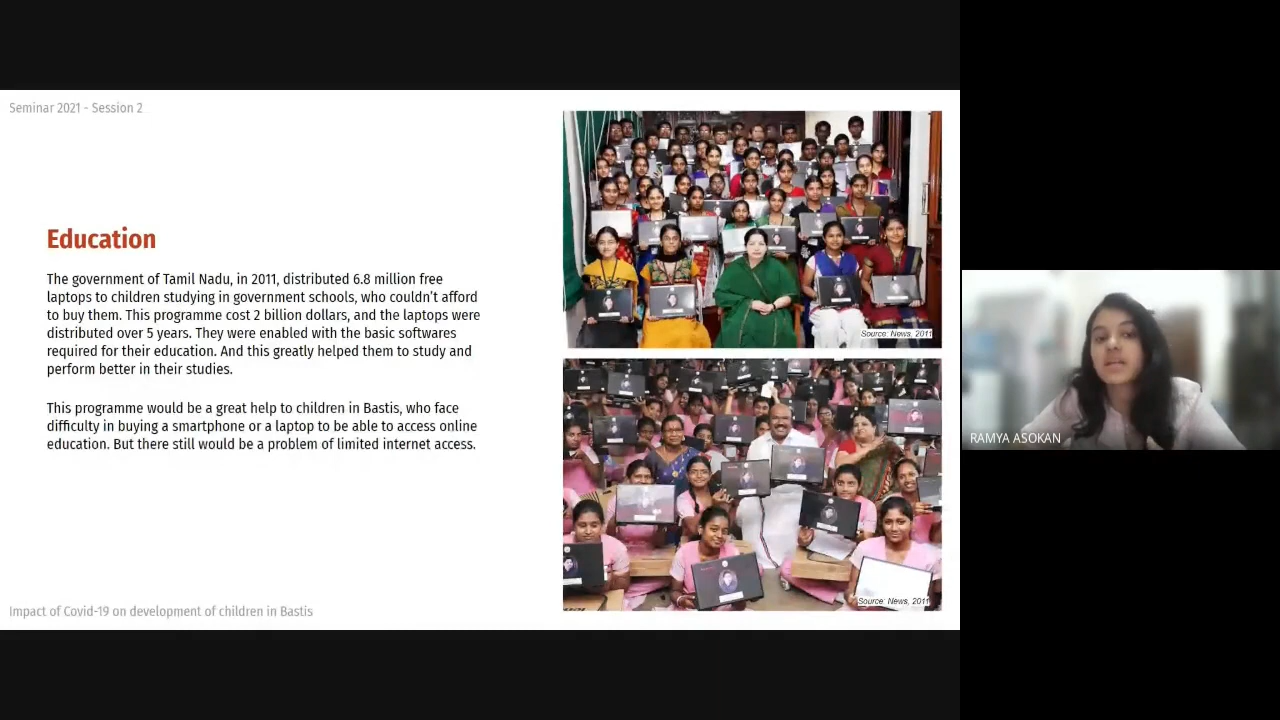 Seminar 2021 - Session 2
Education
The government of Tamil Nadu, in 2011, distributed 6.8 million free
laptops to children studying in government schools, who couldn't afford
to buy them. This programme cost 2 billion dollars, and the laptops were
distributed over 5 years. They were enabled with the basic softwares
required for their education. And this greatly helped them to study and
perform better in their studies.
This programme would be a great help to children in Bastis, who face
difficulty in buying a smartphone or a laptop to be able to access online
education. But there still would be a problem of limited internet access.
Source: News, 2011
Source: News, 2011
Impact of Covid-19 on development of children in Bastis
RAMYA ASOKAN